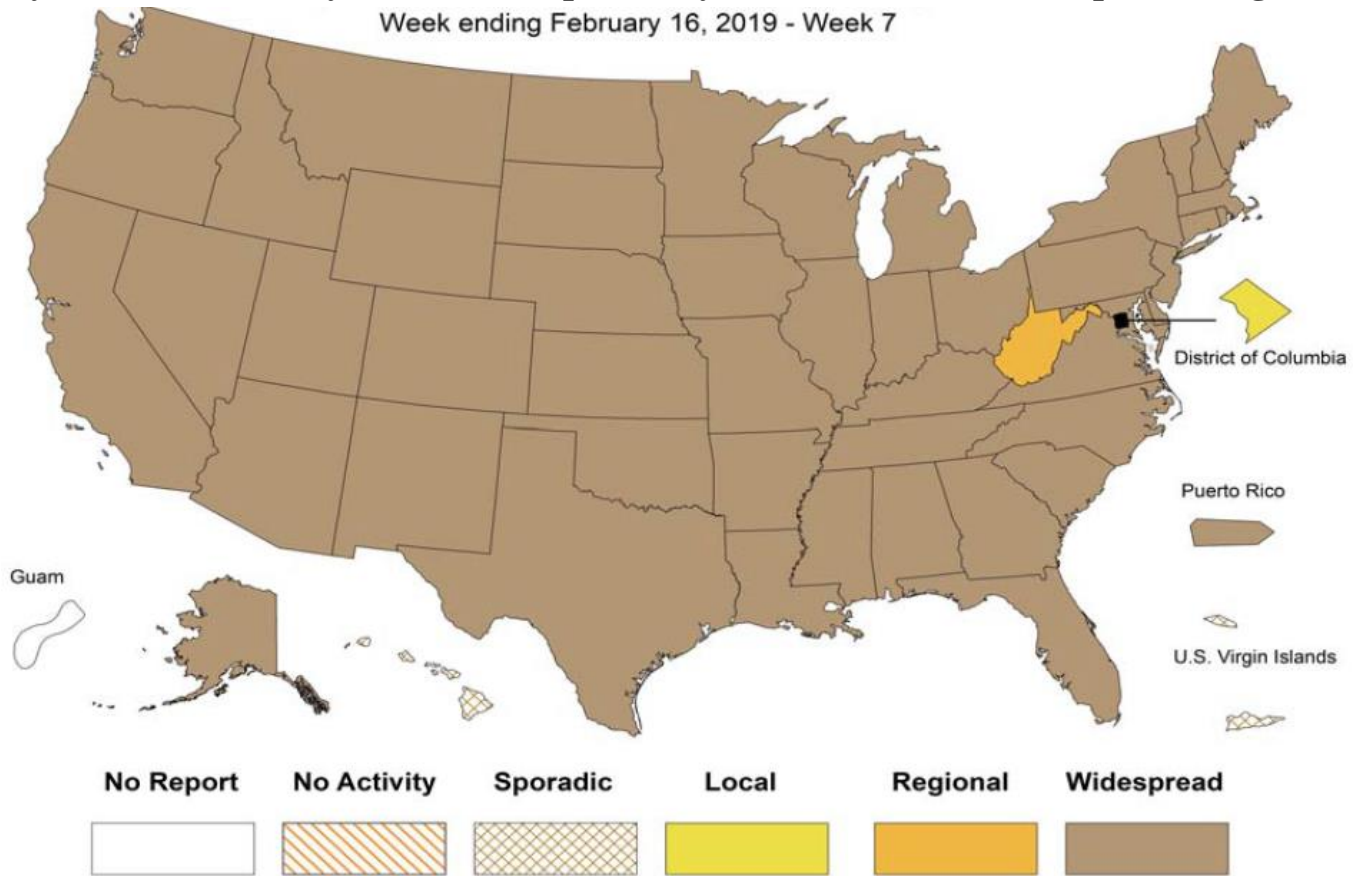 Week ending February 16, 2019 - Week 7
District of Columbia
Puerto Rico
Guam
U.S. Virgin Islands
No Report No Activity Sporadic Local Regional Widespread